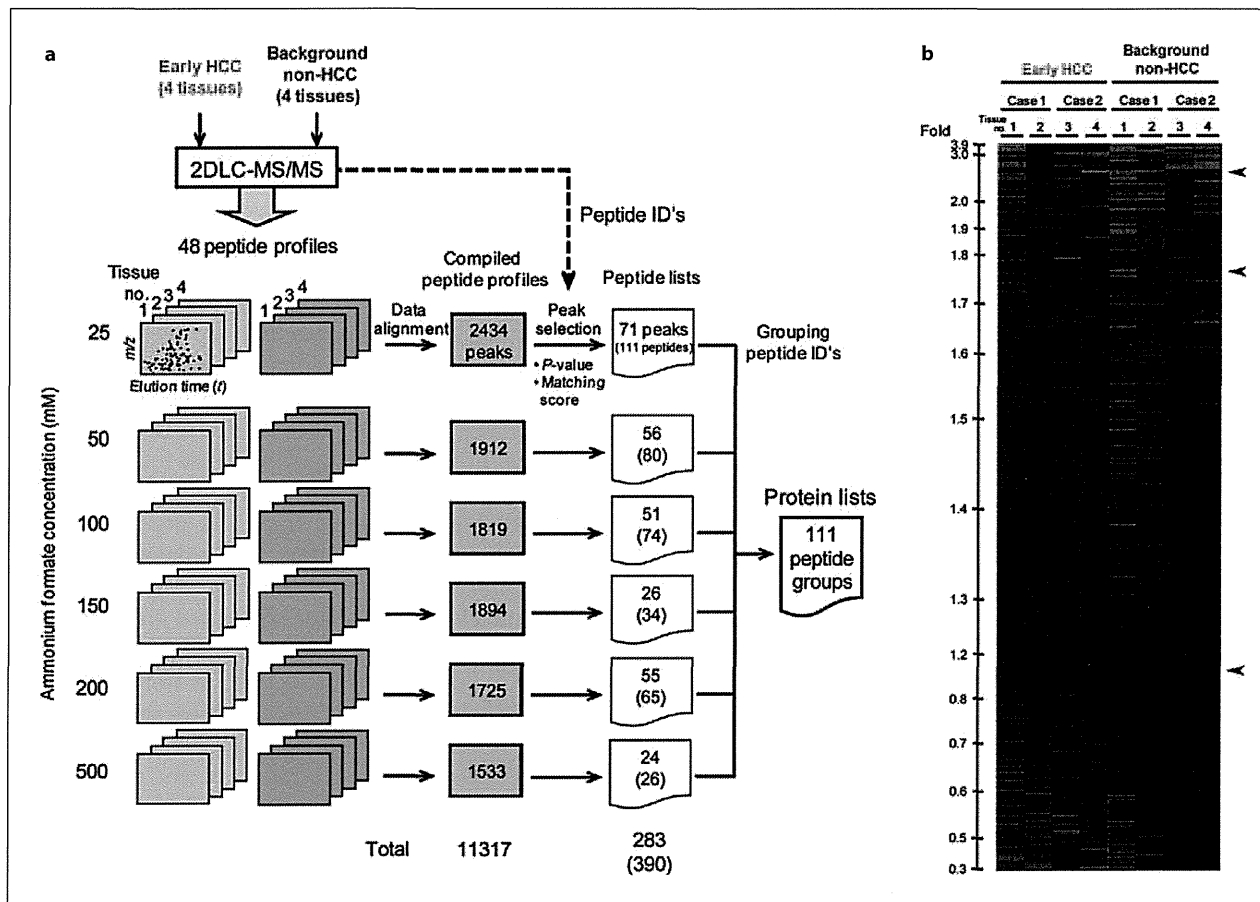 a
Early HCC
(4 tissues)
Background
non-HCC
(4 tissues)
2DLC-MS/MS
Peptide ID's
48 peptide profiles
Tissue
no.
1 2 3 4
1 2 3 4
Data
alignment
Compiled
peptide profiles
Peak
selection
• P-value
• Matching
score
Peptide lists
Grouping
peptide ID's
Ammonium formate concentration (mM)
25
m/z
Elution time (t)
2434
peaks
71 peaks
(111 peptides)
50
1912
56
(80)
100
1819
51
(74)
150
1894
26
(34)
200
1725
55
(65)
500
1533
24
(26)
Protein lists
111
peptide
groups
Total
11317
283
(390)
b
Early HCC
Background
non-HCC
Case 1
Case 2
Case 1
Case 2
Fold
Tissue
no.
1 2 3 4 1 2 3 4
3.9
3.0
2.0
1.9
1.8
1.7
1.6
1.5
1.4
1.3
1.2
0.8
0.7
0.6
0.5
0.3